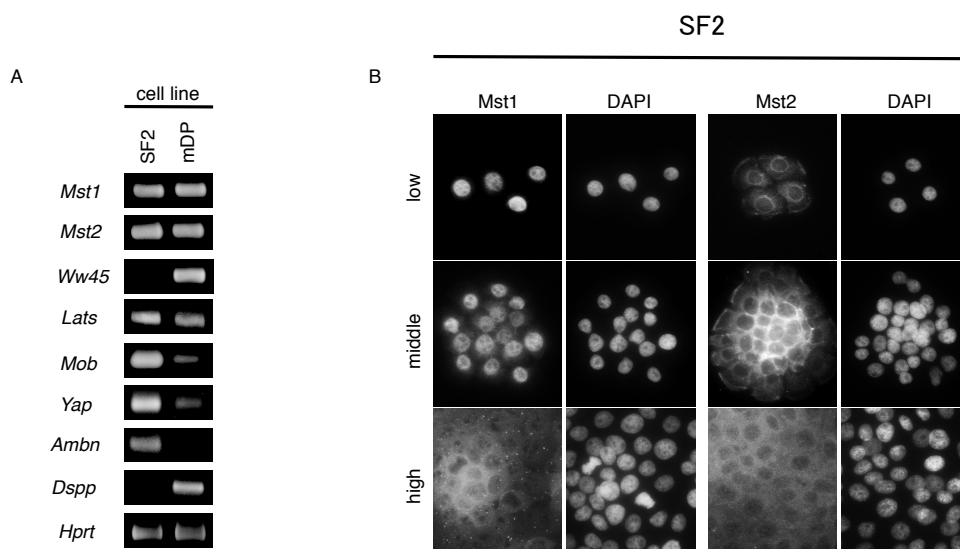 SF2
A
B
cell line
SF2 mDP
Mst1
Mst2
Ww45
Lats
Mob
Yap
Ambn
Dspp
Hprt
Mst1 DAPI Mst2 DAPI
low
middle
high